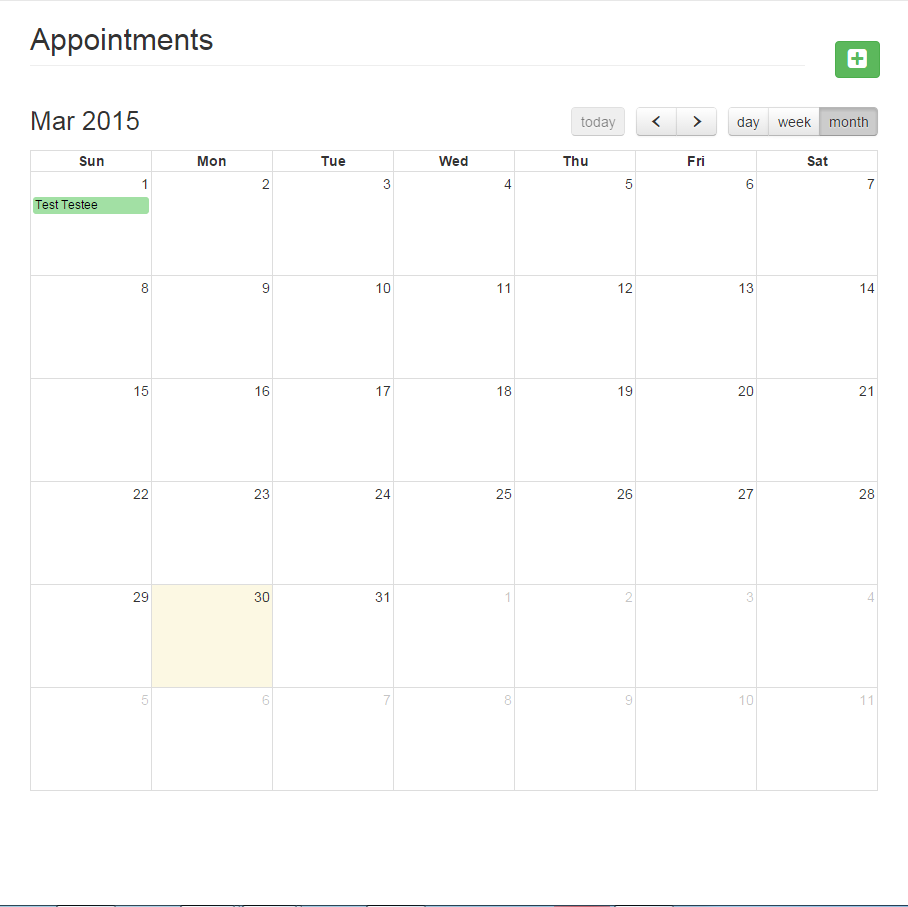 Appointments
Mar 2015
today day week month
Sun Mon Tue Wed Thu Fri Sat
1 2 3 4 5 6 7
Test Testee
8 9 10 11 12 13 14
15 16 17 18 19 20 21
22 23 24 25 26 27 28
29 30 31 1 2 3 4
5 6 7 8 9 10 11